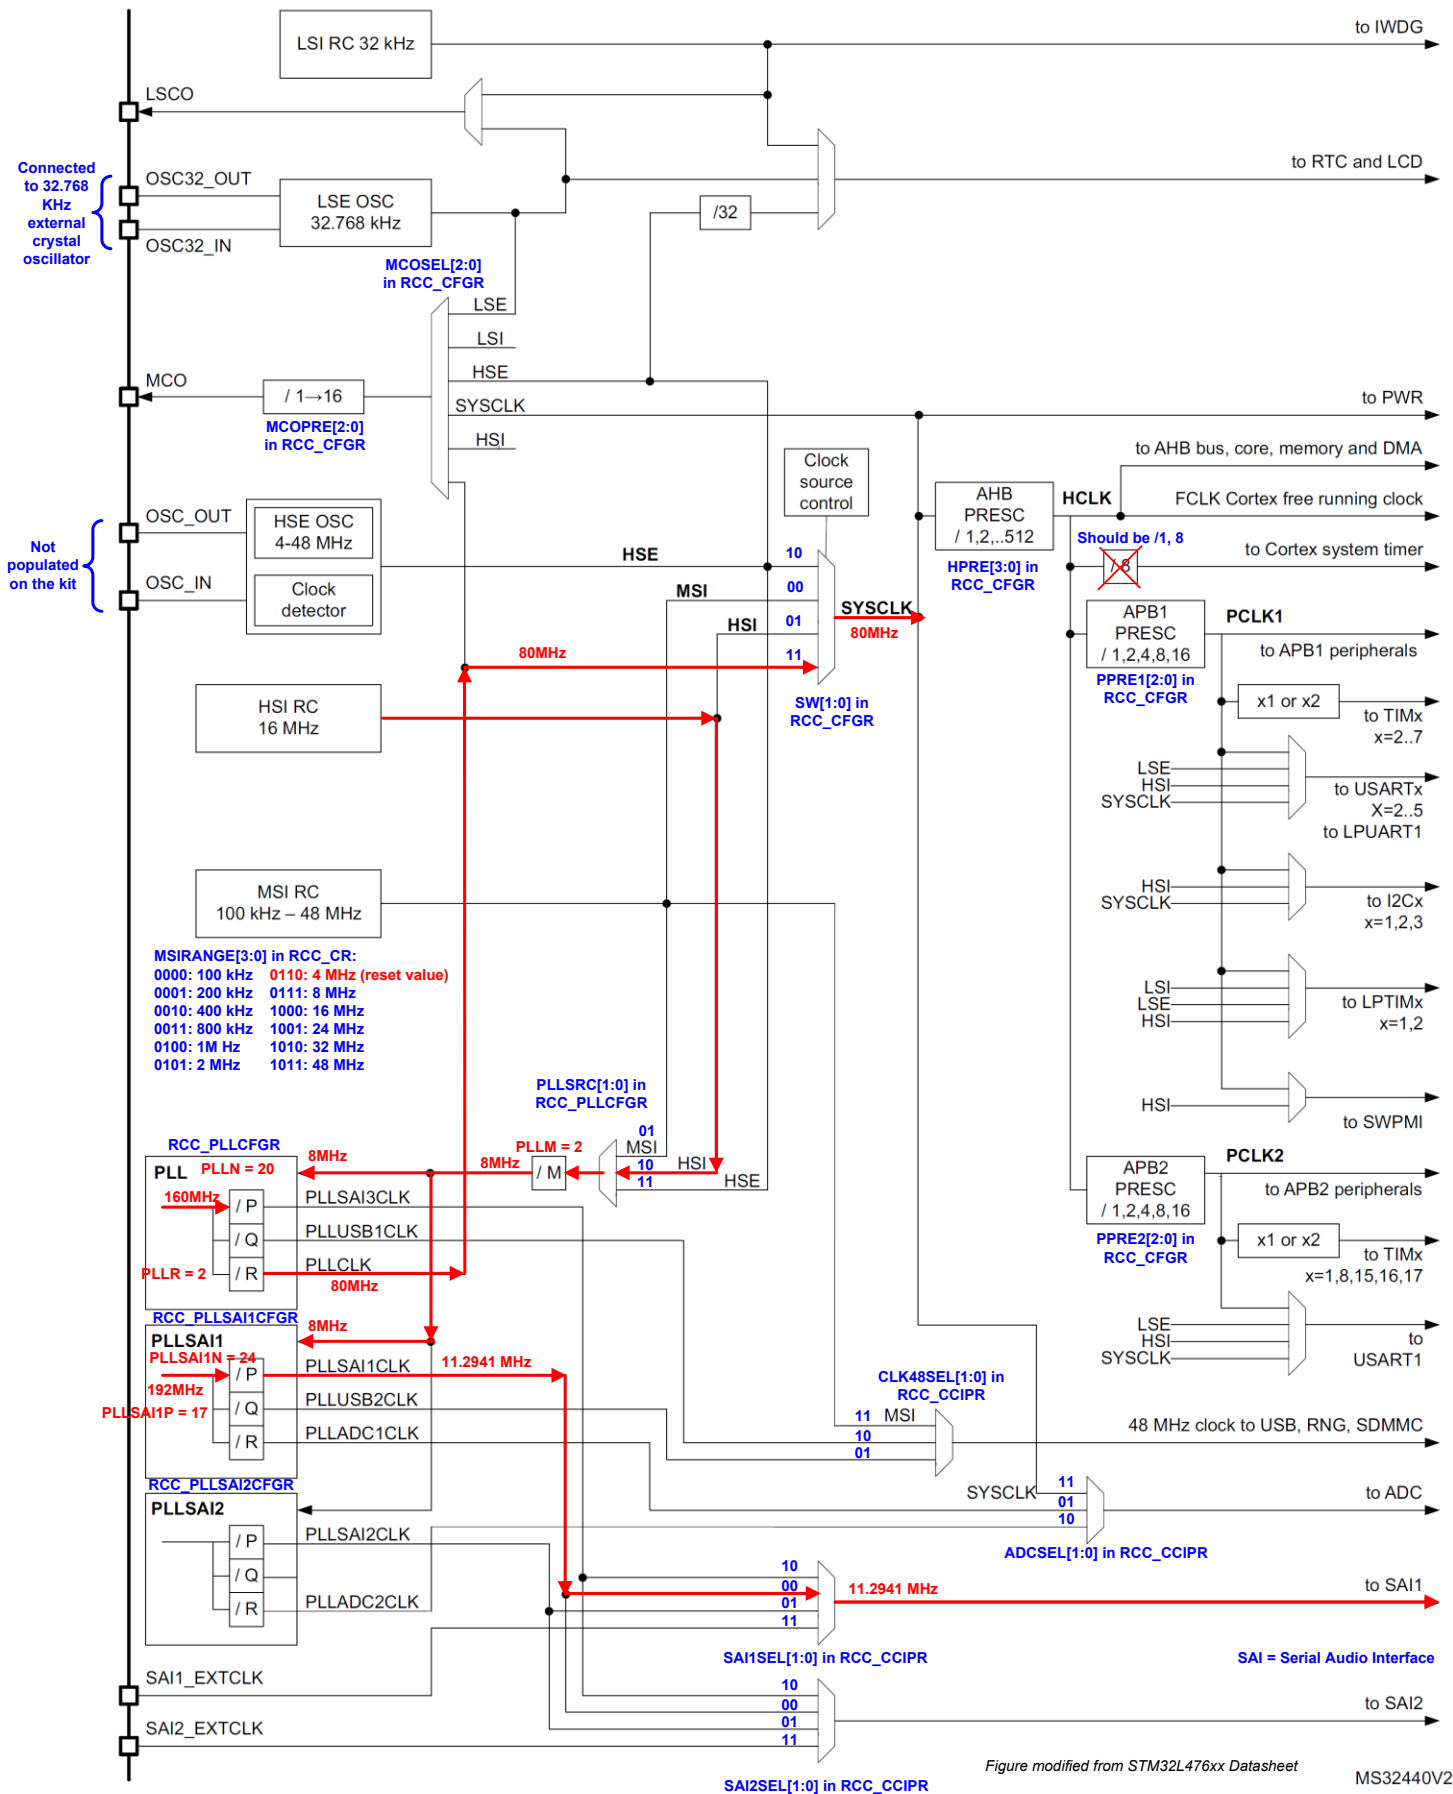 LSI RC 32 kHz
to IWDG
LSCO
Connected
to 32.768
KHz
external
crystal
oscillator
OSC32_OUT
LSE OSC
32.768 kHz
OSC32_IN
to RTC and LCD
/32
MCOSEL[2:0]
in RCC_CFGR
LSE
LSI
HSE
SYSCLK
HSI
MCO
/ 1→16
MCOPRE[2:0]
in RCC_CFGR
to PWR
Clock
source
control
to AHB bus, core, memory and DMA
AHB
PRESC
/ 1,2,..512
HCLK
FCLK Cortex free running clock
HPRE[3:0] in
RCC_CFGR
Should be /1, 8
/ 8
to Cortex system timer
Not
populated
on the kit
OSC_OUT
OSC_IN
HSE OSC
4-48 MHz
Clock
detector
HSE
10
MSI
00
HSI
01
11
SYSCLK
80MHz
80MHz
SW[1:0] in
RCC_CFGR
APB1
PRESC
/ 1,2,4,8,16
PCLK1
to APB1 peripherals
PPRE1[2:0] in
RCC_CFGR
x1 or x2
to TIMx
x=2..7
HSI RC
16 MHz
LSE
HSI
SYSCLK
to USARTx
X=2..5
to LPUART1
MSI RC
100 kHz – 48 MHz
HSI
SYSCLK
to I2Cx
x=1,2,3
MSIRANGE[3:0] in RCC_CR:
0000: 100 kHz 0110: 4 MHz (reset value)
0001: 200 kHz 0111: 8 MHz
0010: 400 kHz 1000: 16 MHz
0011: 800 kHz 1001: 24 MHz
0100: 1M Hz 1010: 32 MHz
0101: 2 MHz 1011: 48 MHz
LSI
LSE
HSI
to LPTIMx
x=1,2
HSI
to SWPMI
PLLSRC[1:0] in
RCC_PLLCFGR
01
MSI
10
HSI
11
HSE
PLLM = 2
/ M
8MHz
8MHz
RCC_PLLCFGR
PLL
PLLN = 20
160MHz
/ P
PLLSAI3CLK
/ Q
PLLUSB1CLK
PLLR = 2
/ R
PLLCLK
80MHz
APB2
PRESC
/ 1,2,4,8,16
PCLK2
to APB2 peripherals
PPRE2[2:0] in
RCC_CFGR
x1 or x2
to TIMx
x=1,8,15,16,17
LSE
HSI
SYSCLK
to
USART1
RCC_PLLSAI1CFGR
PLLSAI1
8MHz
PLLSAI1N = 24
192MHz
/ P
PLLSAI1CLK
11.2941 MHz
PLLSAI1P = 17
/ Q
PLLUSB2CLK
/ R
PLLADC1CLK
CLK48SEL[1:0] in
RCC_CCIPR
11
MSI
10
01
48 MHz clock to USB, RNG, SDMMC
RCC_PLLSAI2CFGR
PLLSAI2
/ P
PLLSAI2CLK
/ Q
/ R
PLLADC2CLK
SYSCLK
11
01
10
to ADC
ADCSEL[1:0] in RCC_CCIPR
10
00
01
11
11.2941 MHz
to SAI1
SAI1SEL[1:0] in RCC_CCIPR
SAI = Serial Audio Interface
SAI1_EXTCLK
SAI2_EXTCLK
10
00
01
11
to SAI2
SAI2SEL[1:0] in RCC_CCIPR
Figure modified from STM32L476xx Datasheet
MS32440V2